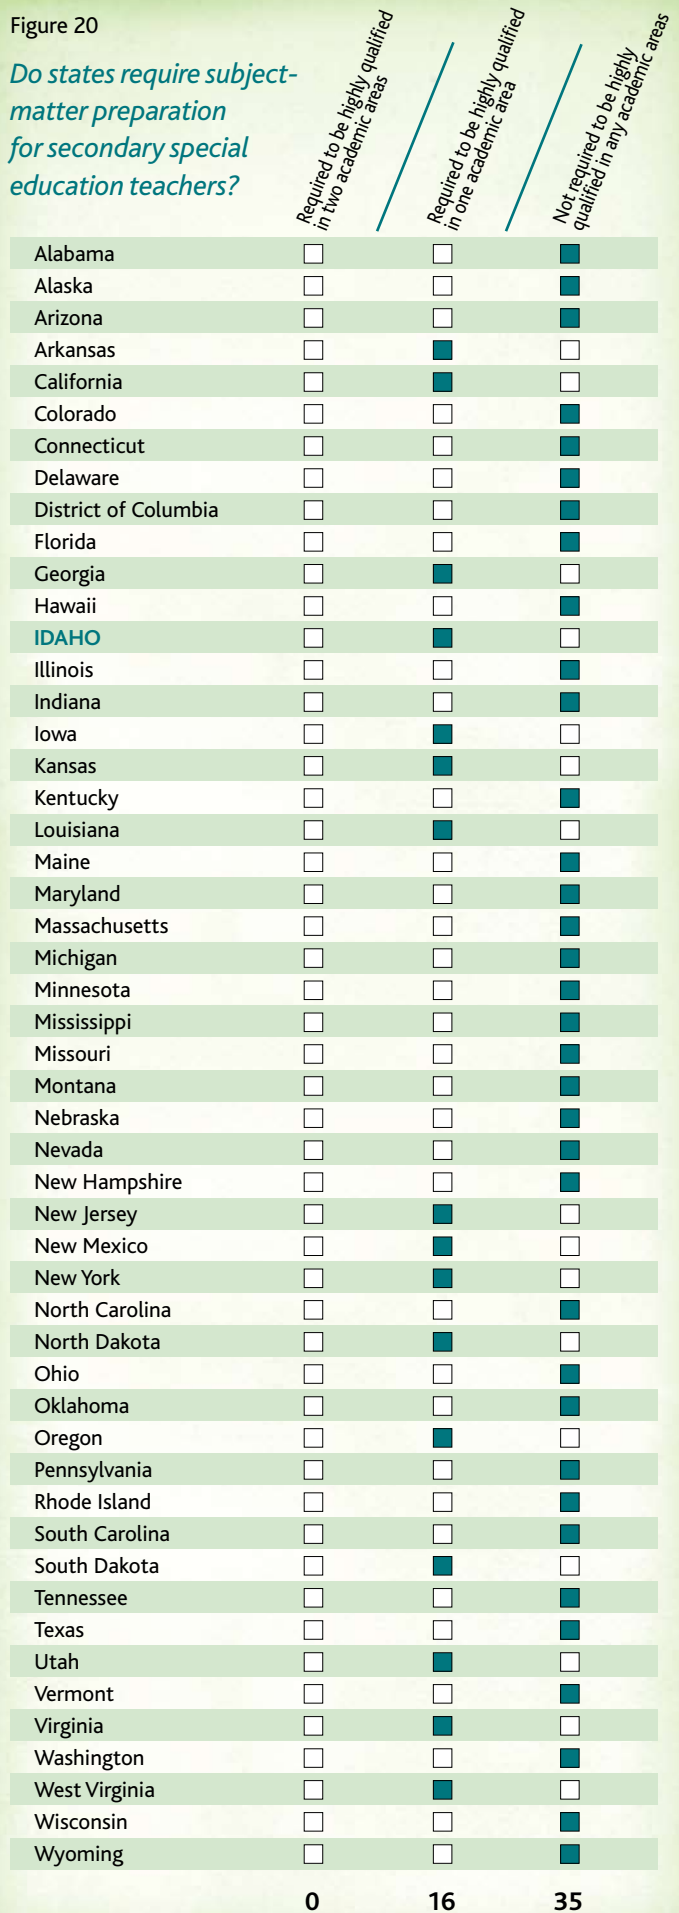 Figure 20
Do states require subject-
matter preparation
for secondary special
education teachers?
Required to be highly qualified
in two academic areas
Required to be highly qualified
in one academic area
Not required to be highly
qualified in any academic areas
Alabama
Alaska
Arizona
Arkansas
California
Colorado
Connecticut
Delaware
District of Columbia
Florida
Georgia
Hawaii
IDAHO
Illinois
Indiana
Iowa
Kansas
Kentucky
Louisiana
Maine
Maryland
Massachusetts
Michigan
Minnesota
Mississippi
Missouri
Montana
Nebraska
Nevada
New Hampshire
New Jersey
New Mexico
New York
North Carolina
North Dakota
Ohio
Oklahoma
Oregon
Pennsylvania
Rhode Island
South Carolina
South Dakota
Tennessee
Texas
Utah
Vermont
Virginia
Washington
West Virginia
Wisconsin
Wyoming
0 16 35